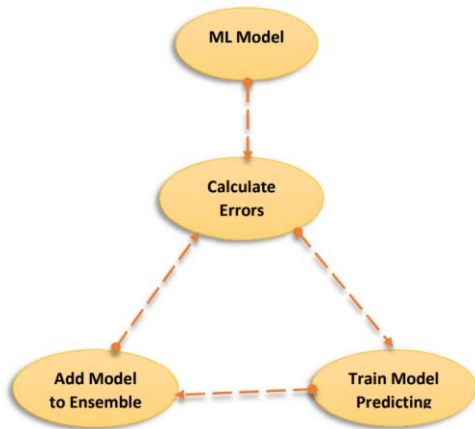 ML Model
Calculate
Errors
Add Model
to Ensemble
Train Model
Predicting